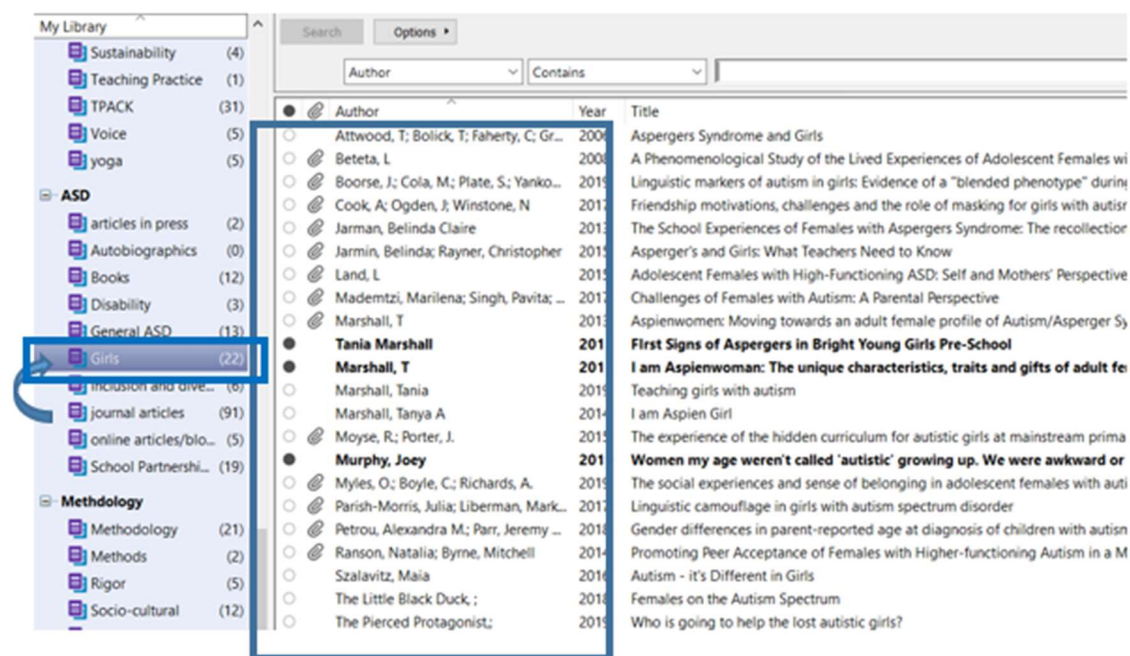 My Library
Sustainability (4)
Teaching Practice (1)
TPACK (31)
Voice (5)
yoga (5)
ASD
articles in press (2)
Autobiographics (0)
Books (12)
Disability (3)
General ASD (13)
Girls (22)
Inclusion and dive... (6)
journal articles (91)
online articles/blo... (5)
School Partnershi... (19)
Methdology
Methodology (21)
Methods (2)
Rigor (5)
Socio-cultural (12)
Search Options
Author Contains
Author Year Title
Attwood, T; Bolick, T; Faherty, C; Gr... 2006 Aspergers Syndrome and Girls
Beteta, L 2008 A Phenomenological Study of the Lived Experiences of Adolescent Females wi
Boorse, J.; Cola, M.; Plate, S.; Yanko... 2019 Linguistic markers of autism in girls: Evidence of a "blended phenotype" during
Cook, A; Ogden, J; Winstone, N 2017 Friendship motivations, challenges and the role of masking for girls with autisr
Jarman, Belinda Claire 2013 The School Experiences of Females with Aspergers Syndrome: The recollection
Jarmin, Belinda; Rayner, Christopher 2015 Asperger's and Girls: What Teachers Need to Know
Land, L 2015 Adolescent Females with High-Functioning ASD: Self and Mothers' Perspective
Mademtzi, Marilena; Singh, Pavita; ... 2017 Challenges of Females with Autism: A Parental Perspective
Marshall, T 2013 Aspienwomen: Moving towards an adult female profile of Autism/Asperger Sy
Tania Marshall 201 FIrst Signs of Aspergers in Bright Young Girls Pre-School
Marshall, T 201 I am Aspienwoman: The unique characteristics, traits and gifts of adult fe
Marshall, Tania 2019 Teaching girls with autism
Marshall, Tanya A 2014 I am Aspien Girl
Moyse, R.; Porter, J. 2015 The experience of the hidden curriculum for autistic girls at mainstream prima
Murphy, Joey 201 Women my age weren't called 'autistic' growing up. We were awkward or
Myles, O.; Boyle, C.; Richards, A. 2019 The social experiences and sense of belonging in adolescent females with auti
Parish-Morris, Julia; Liberman, Mark... 2017 Linguistic camouflage in girls with autism spectrum disorder
Petrou, Alexandra M.; Parr, Jeremy ... 2018 Gender differences in parent-reported age at diagnosis of children with autisn
Ranson, Natalia; Byrne, Mitchell 2014 Promoting Peer Acceptance of Females with Higher-functioning Autism in a M
Szalavitz, Maia 2016 Autism - it's Different in Girls
The Little Black Duck, ; 2018 Females on the Autism Spectrum
The Pierced Protagonist,; 2019 Who is going to help the lost autistic girls?